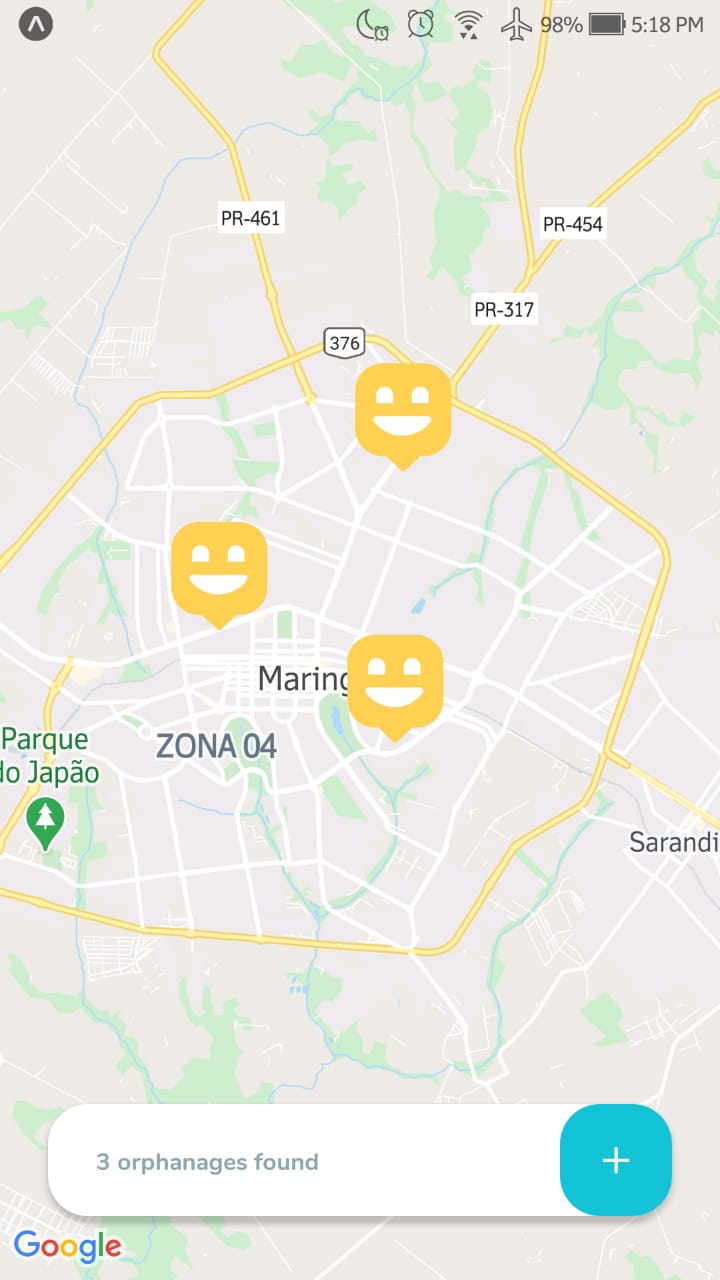 98% 5:18 PM
PR-461
PR-454
PR-317
376
Maring
ZONA 04
Parque
do Japão
Sarandi
3 orphanages found
+
Google